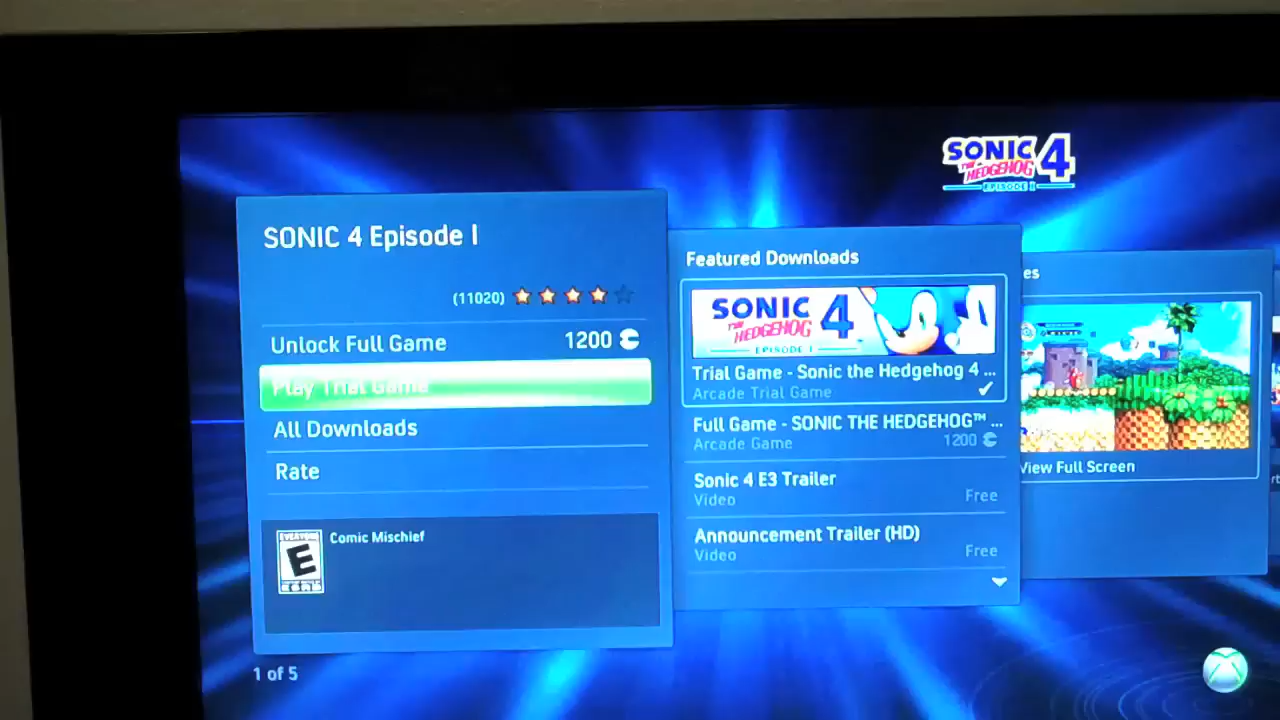 SONIC
THE
HEDGEHOG
4
EPISODE I
SONIC 4 Episode I
(11020)
Unlock Full Game 1200
Play Trial Game
All Downloads
Rate
EVERYONE
E
ESRB
Comic Mischief
1 of 5
Featured Downloads
SONIC
THE
HEDGEHOG
4
EPISODE I
Trial Game - Sonic the Hedgehog 4 ...
Arcade Trial Game
Full Game - SONIC THE HEDGEHOG™ ...
Arcade Game 1200
Sonic 4 E3 Trailer
Video Free
Announcement Trailer (HD)
Video Free
es
View Full Screen